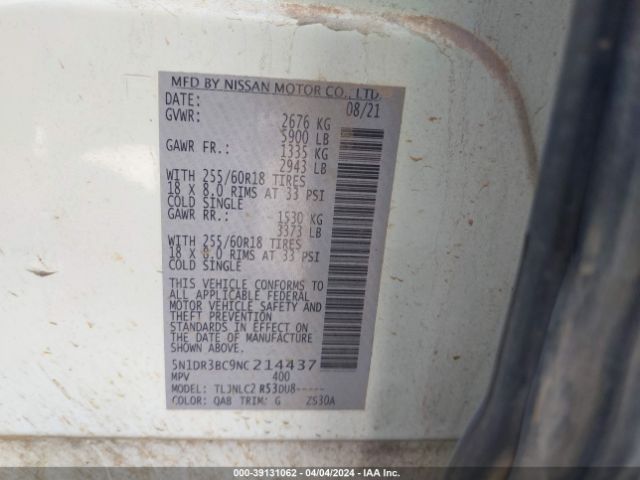 MFD BY NISSAN MOTOR CO., LTD.
DATE: 08/21
GVWR: 2676 KG
5900 LB
GAWR FR.: 1335 KG
2943 LB
WITH 255/60R18 TIRES
18 X 8.0 RIMS AT 33 PSI
COLD SINGLE
GAWR RR.: 1530 KG
3373 LB
WITH 255/60R18 TIRES
18 X 8.0 RIMS AT 33 PSI
COLD SINGLE
THIS VEHICLE CONFORMS TO
ALL APPLICABLE FEDERAL
MOTOR VEHICLE SAFETY AND
THEFT PREVENTION
STANDARDS IN EFFECT ON
THE DATE OF MANUFACTURE
SHOWN ABOVE.
5N1DR3BC9NC214437
MPV 400
MODEL: TLJNLC2 R53DU8-----
COLOR: QAB TRIM: G ZS30A
000-39131062 - 04/04/2024 - IAA Inc.